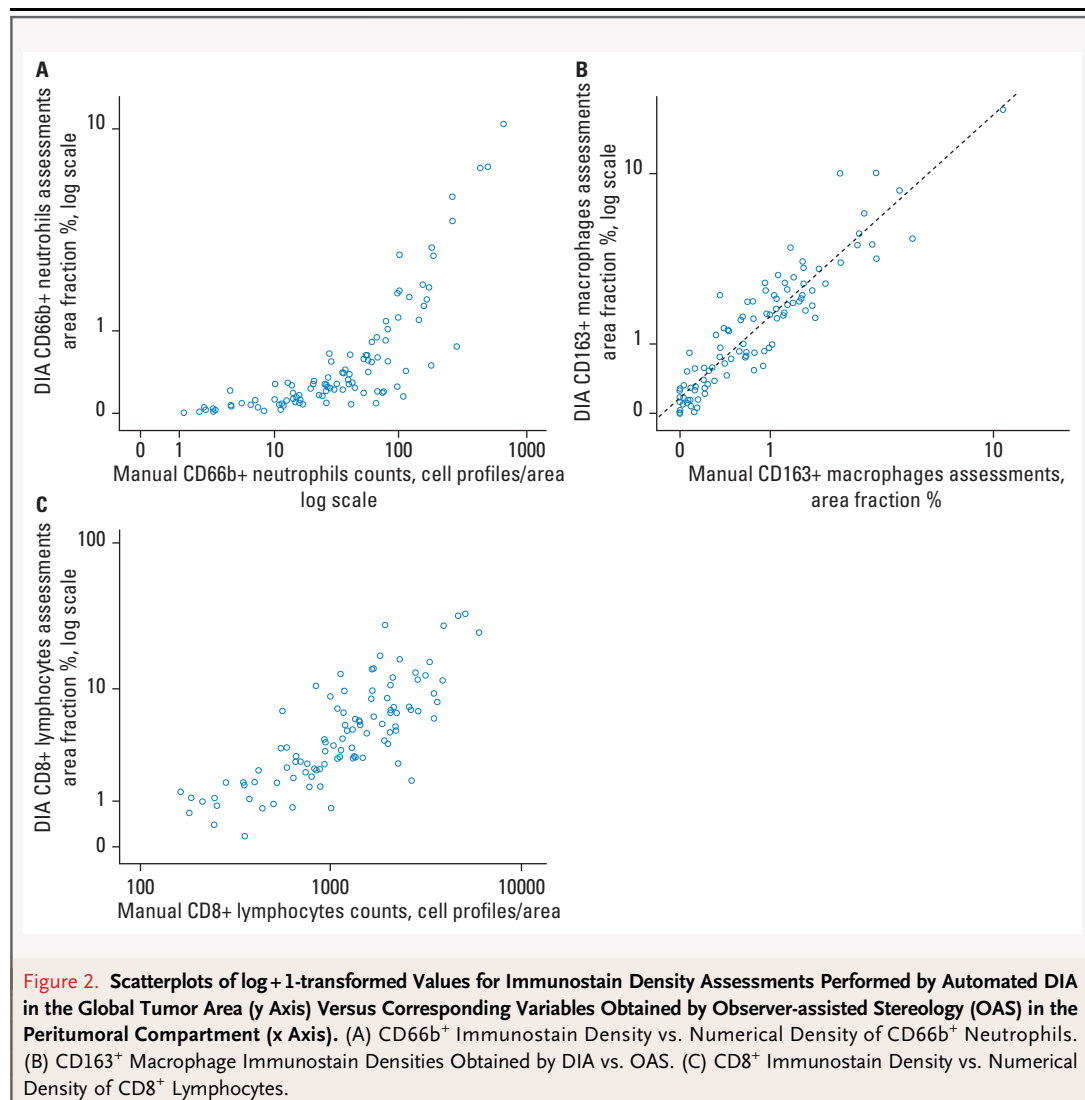 A
DIA CD66b+ neutrohils assessments
area fraction %, log scale
10
1
0
0 1 10 100 1000
Manual CD66b+ neutrophils counts, cell profiles/area
log scale
B
DIA CD163+ macrophages assessments
area fraction %, log scale
10
1
0
0 1 10
Manual CD163+ macrophages assessments,
area fraction %
C
DIA CD8+ lymphocytes assessments
area fraction %, log scale
100
10
1
0
100 1000 10000
Manual CD8+ lymphocytes counts, cell profiles/area
Figure 2. Scatterplots of log+1-transformed Values for Immunostain Density Assessments Performed by Automated DIA
in the Global Tumor Area (y Axis) Versus Corresponding Variables Obtained by Observer-assisted Stereology (OAS) in the
Peritumoral Compartment (x Axis). (A) CD66b⁺ Immunostain Density vs. Numerical Density of CD66b⁺ Neutrophils.
(B) CD163⁺ Macrophage Immunostain Densities Obtained by DIA vs. OAS. (C) CD8⁺ Immunostain Density vs. Numerical
Density of CD8⁺ Lymphocytes.